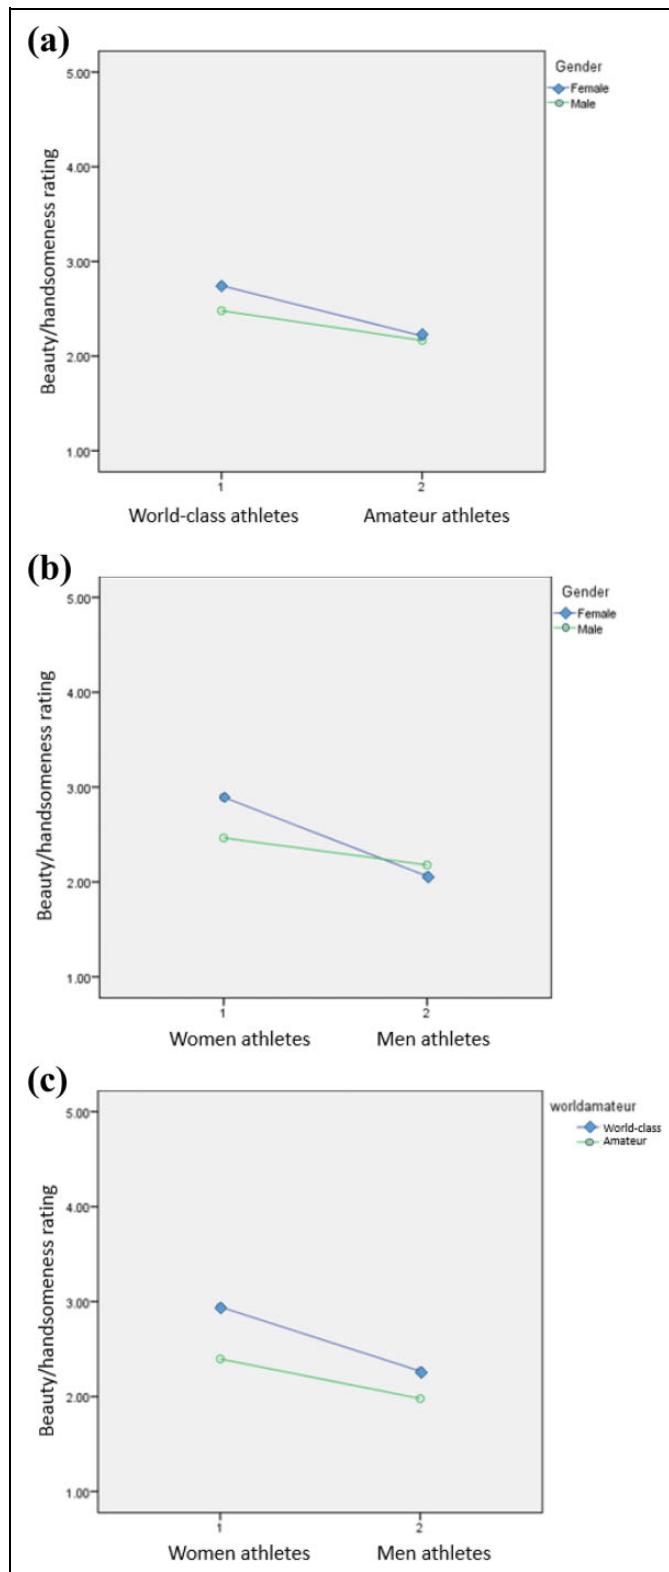 (a)
Gender
Female
Male
5.00
4.00
3.00
2.00
1.00
Beauty/handsomeness rating
1
2
World-class athletes
Amateur athletes
(b)
Gender
Female
Male
5.00
4.00
3.00
2.00
1.00
Beauty/handsomeness rating
1
2
Women athletes
Men athletes
(c)
worldamateur
World-class
Amateur
5.00
4.00
3.00
2.00
1.00
Beauty/handsomeness rating
1
2
Women athletes
Men athletes